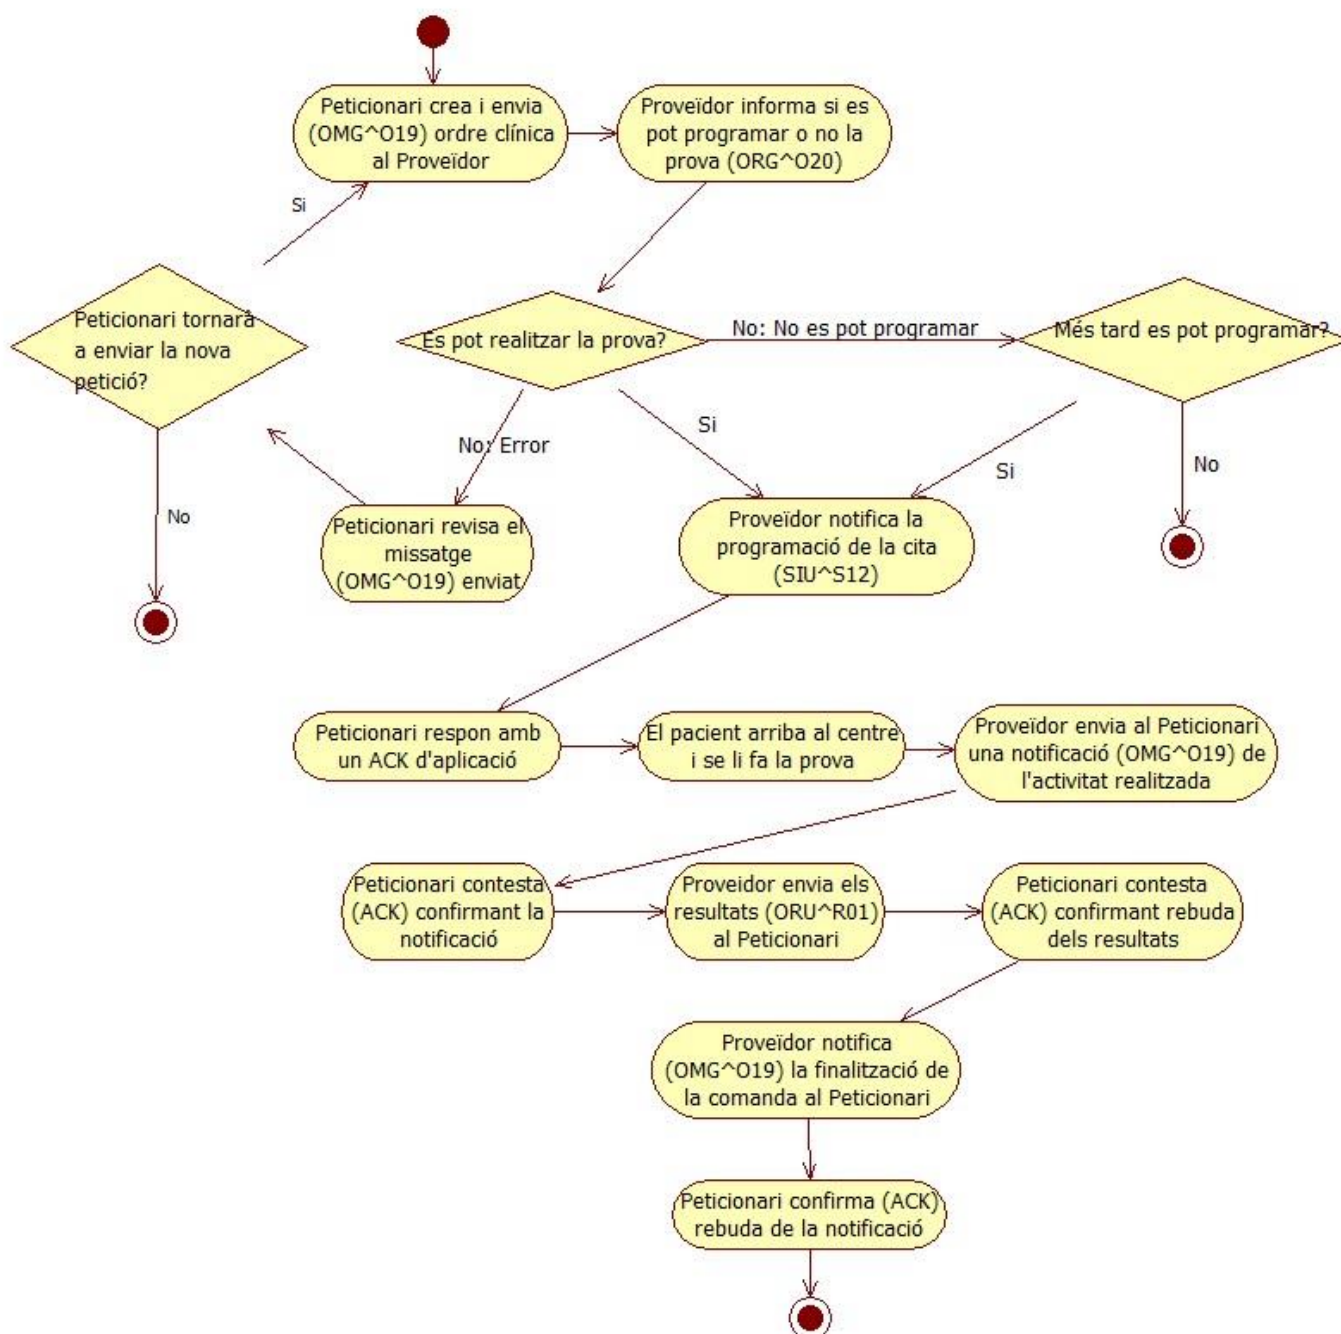 Peticionari crea i envia
(OMG^O19) ordre clínica
al Proveïdor
Proveïdor informa si es
pot programar o no la
prova (ORG^O20)
Si
Peticionari tornarà
a enviar la nova
petició?
Es pot realitzar la prova?
No: No es pot programar
Més tard es pot programar?
No: Error
Si
Si
No
No
Peticionari revisa el
missatge
(OMG^O19) enviat
Proveïdor notifica la
programació de la cita
(SIU^S12)
Peticionari respon amb
un ACK d'aplicació
El pacient arriba al centre
i se li fa la prova
Proveïdor envia al Peticionari
una notificació (OMG^O19) de
l'activitat realitzada
Peticionari contesta
(ACK) confirmant la
notificació
Proveidor envia els
resultats (ORU^R01)
al Peticionari
Peticionari contesta
(ACK) confirmant rebuda
dels resultats
Proveïdor notifica
(OMG^O19) la finalització de
la comanda al Peticionari
Peticionari confirma (ACK)
rebuda de la notificació